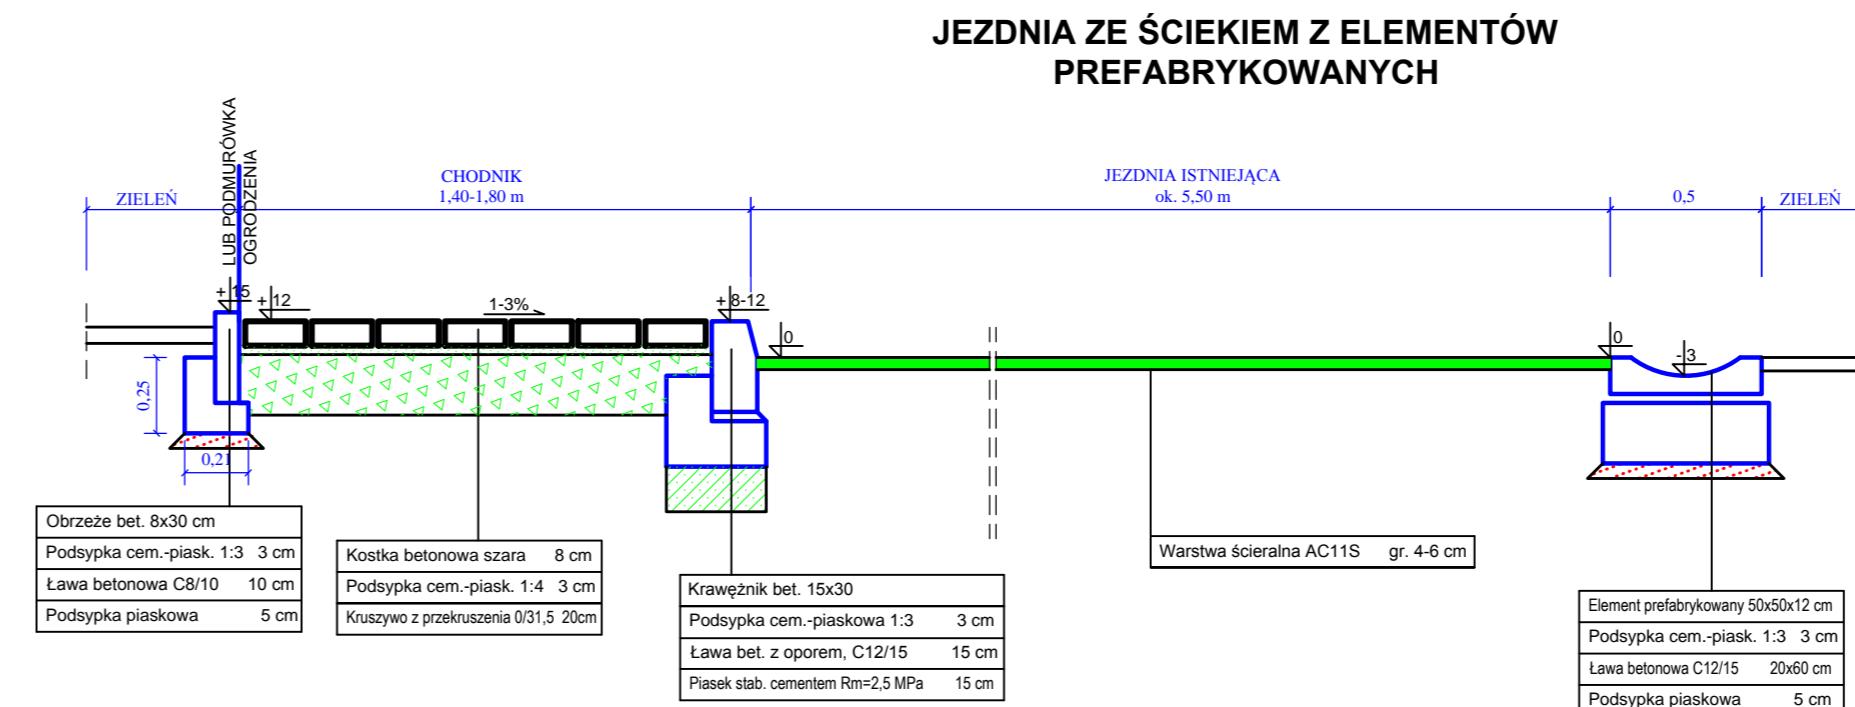 JEZDNIA ZE ŚCIEKIEM Z ELEMENTÓW
PREFABRYKOWANYCH
LUB PODMURÓWKA
OGRODZENIA
ZIELEŃ
CHODNIK
1,40-1,80 m
JEZDNIA ISTNIEJĄCA
ok. 5,50 m
0,5
ZIELEŃ
+ 15
+ 12
1-3%
+ 8-12
0
0
- 3
0,25
0,21
Obrzeże bet. 8x30 cm
Podsypka cem.-piask. 1:3 3 cm
Ława betonowa C8/10 10 cm
Podsypka piaskowa 5 cm
Kostka betonowa szara 8 cm
Podsypka cem.-piask. 1:4 3 cm
Kruszywo z przekruszenia 0/31,5 20cm
Krawężnik bet. 15x30
Podsypka cem.-piaskowa 1:3 3 cm
Ława bet. z oporem, C12/15 15 cm
Piasek stab. cementem Rm=2,5 MPa 15 cm
Warstwa ścieralna AC11S gr. 4-6 cm
Element prefabrykowany 50x50x12 cm
Podsypka cem.-piask. 1:3 3 cm
Ława betonowa C12/15 20x60 cm
Podsypka piaskowa 5 cm